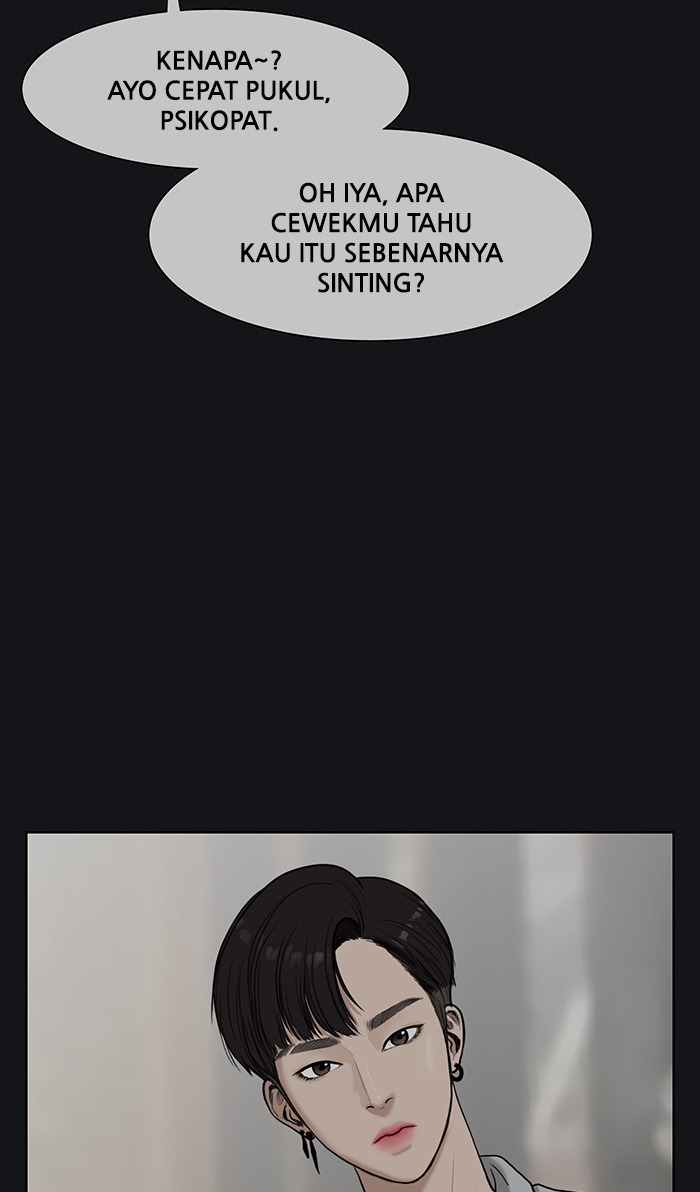 KENAPA~?
AYO CEPAT PUKUL,
PSIKOPAT.
OH IYA, APA
CEWEKMU TAHU
KAU ITU SEBENARNYA
SINTING?